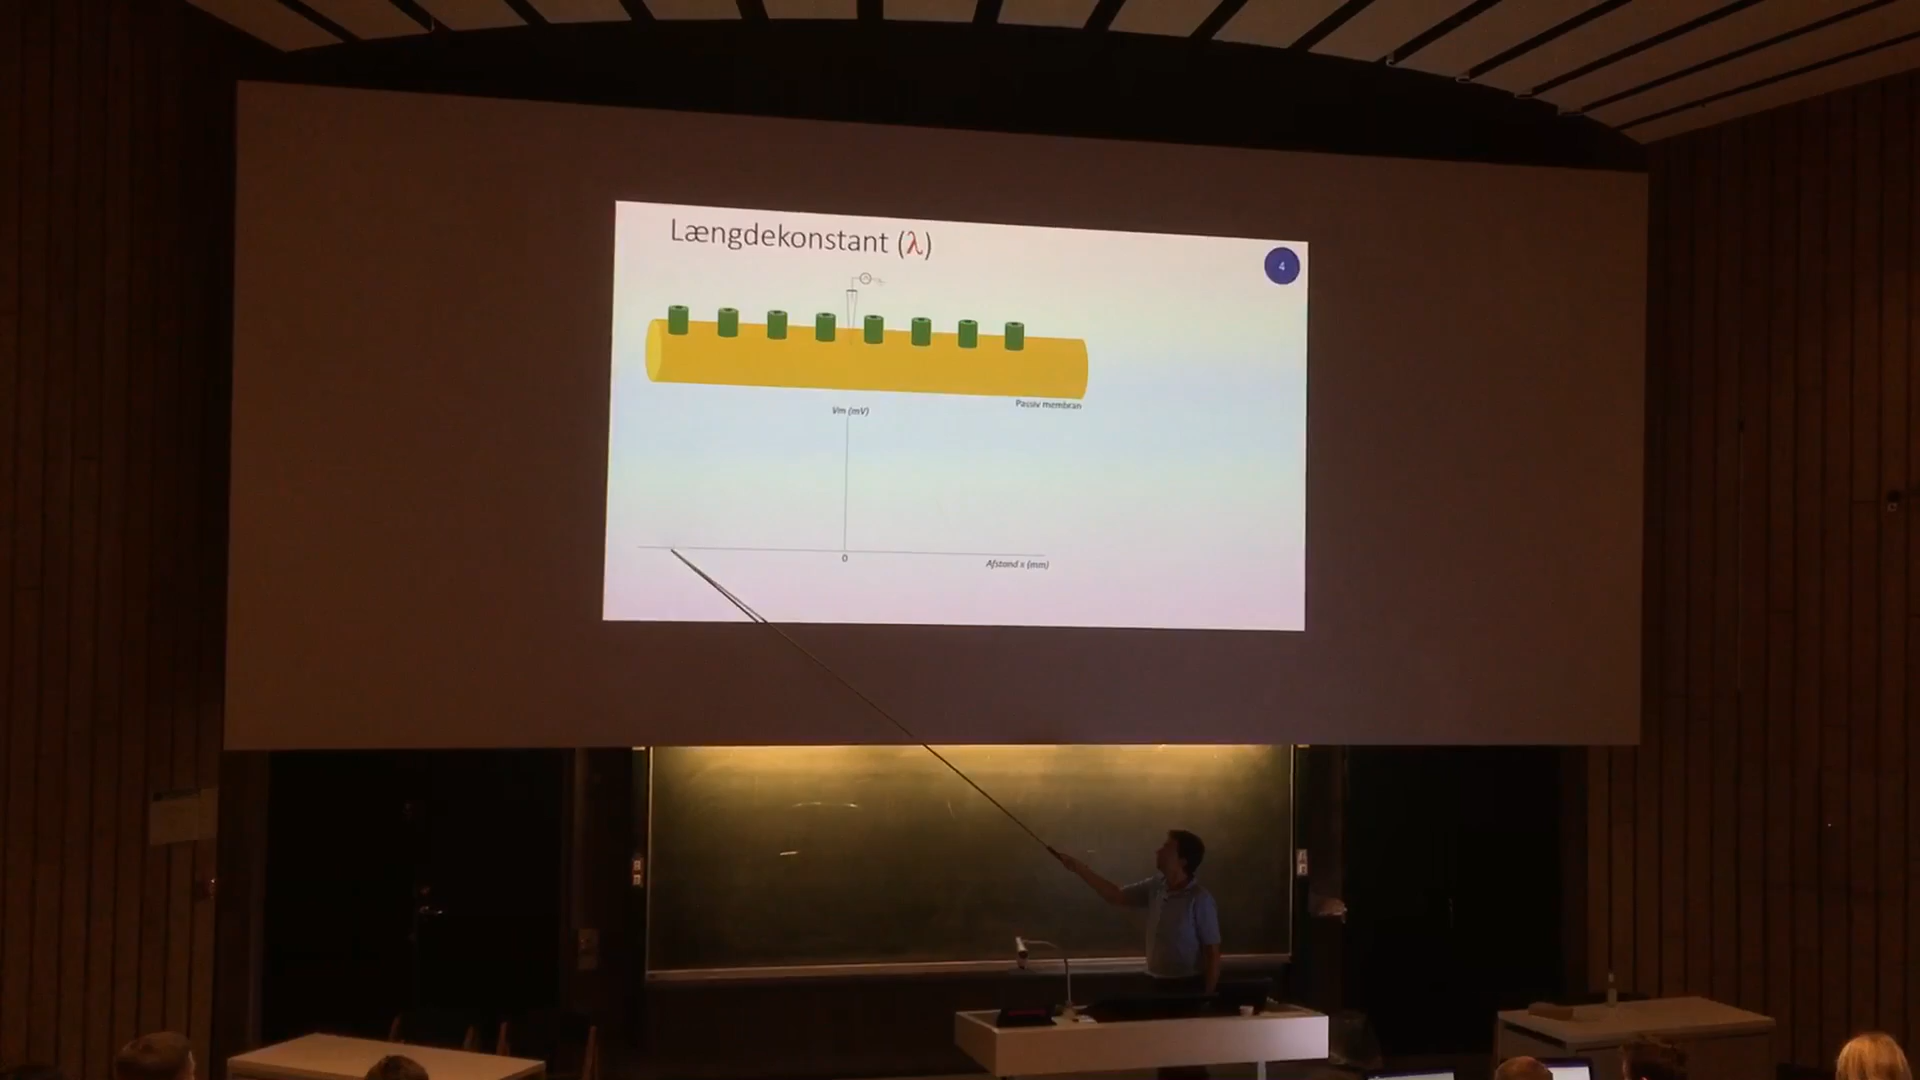 Længdekonstant (λ)
4
Passiv membran
Vm (mV)
0
Afstand x (mm)